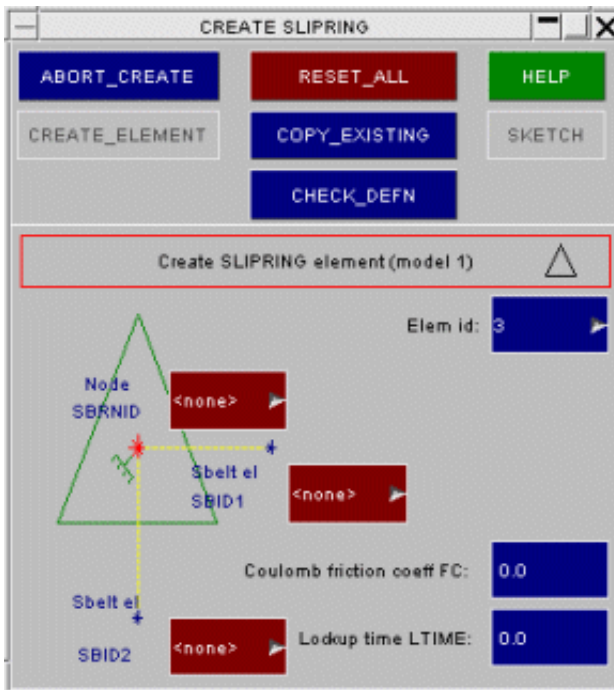 CREATE SLIPRING
ABORT_CREATE RESET_ALL HELP
CREATE_ELEMENT COPY_EXISTING SKETCH
CHECK_DEFN
Create SLIPRING element (model 1)
Elem id: 3
Node
SBRNID <none>
Sbelt el
SBID1 <none>
Coulomb friction coeff FC: 0.0
Sbelt el
Lockup time LTIME: 0.0
SBID2 <none>